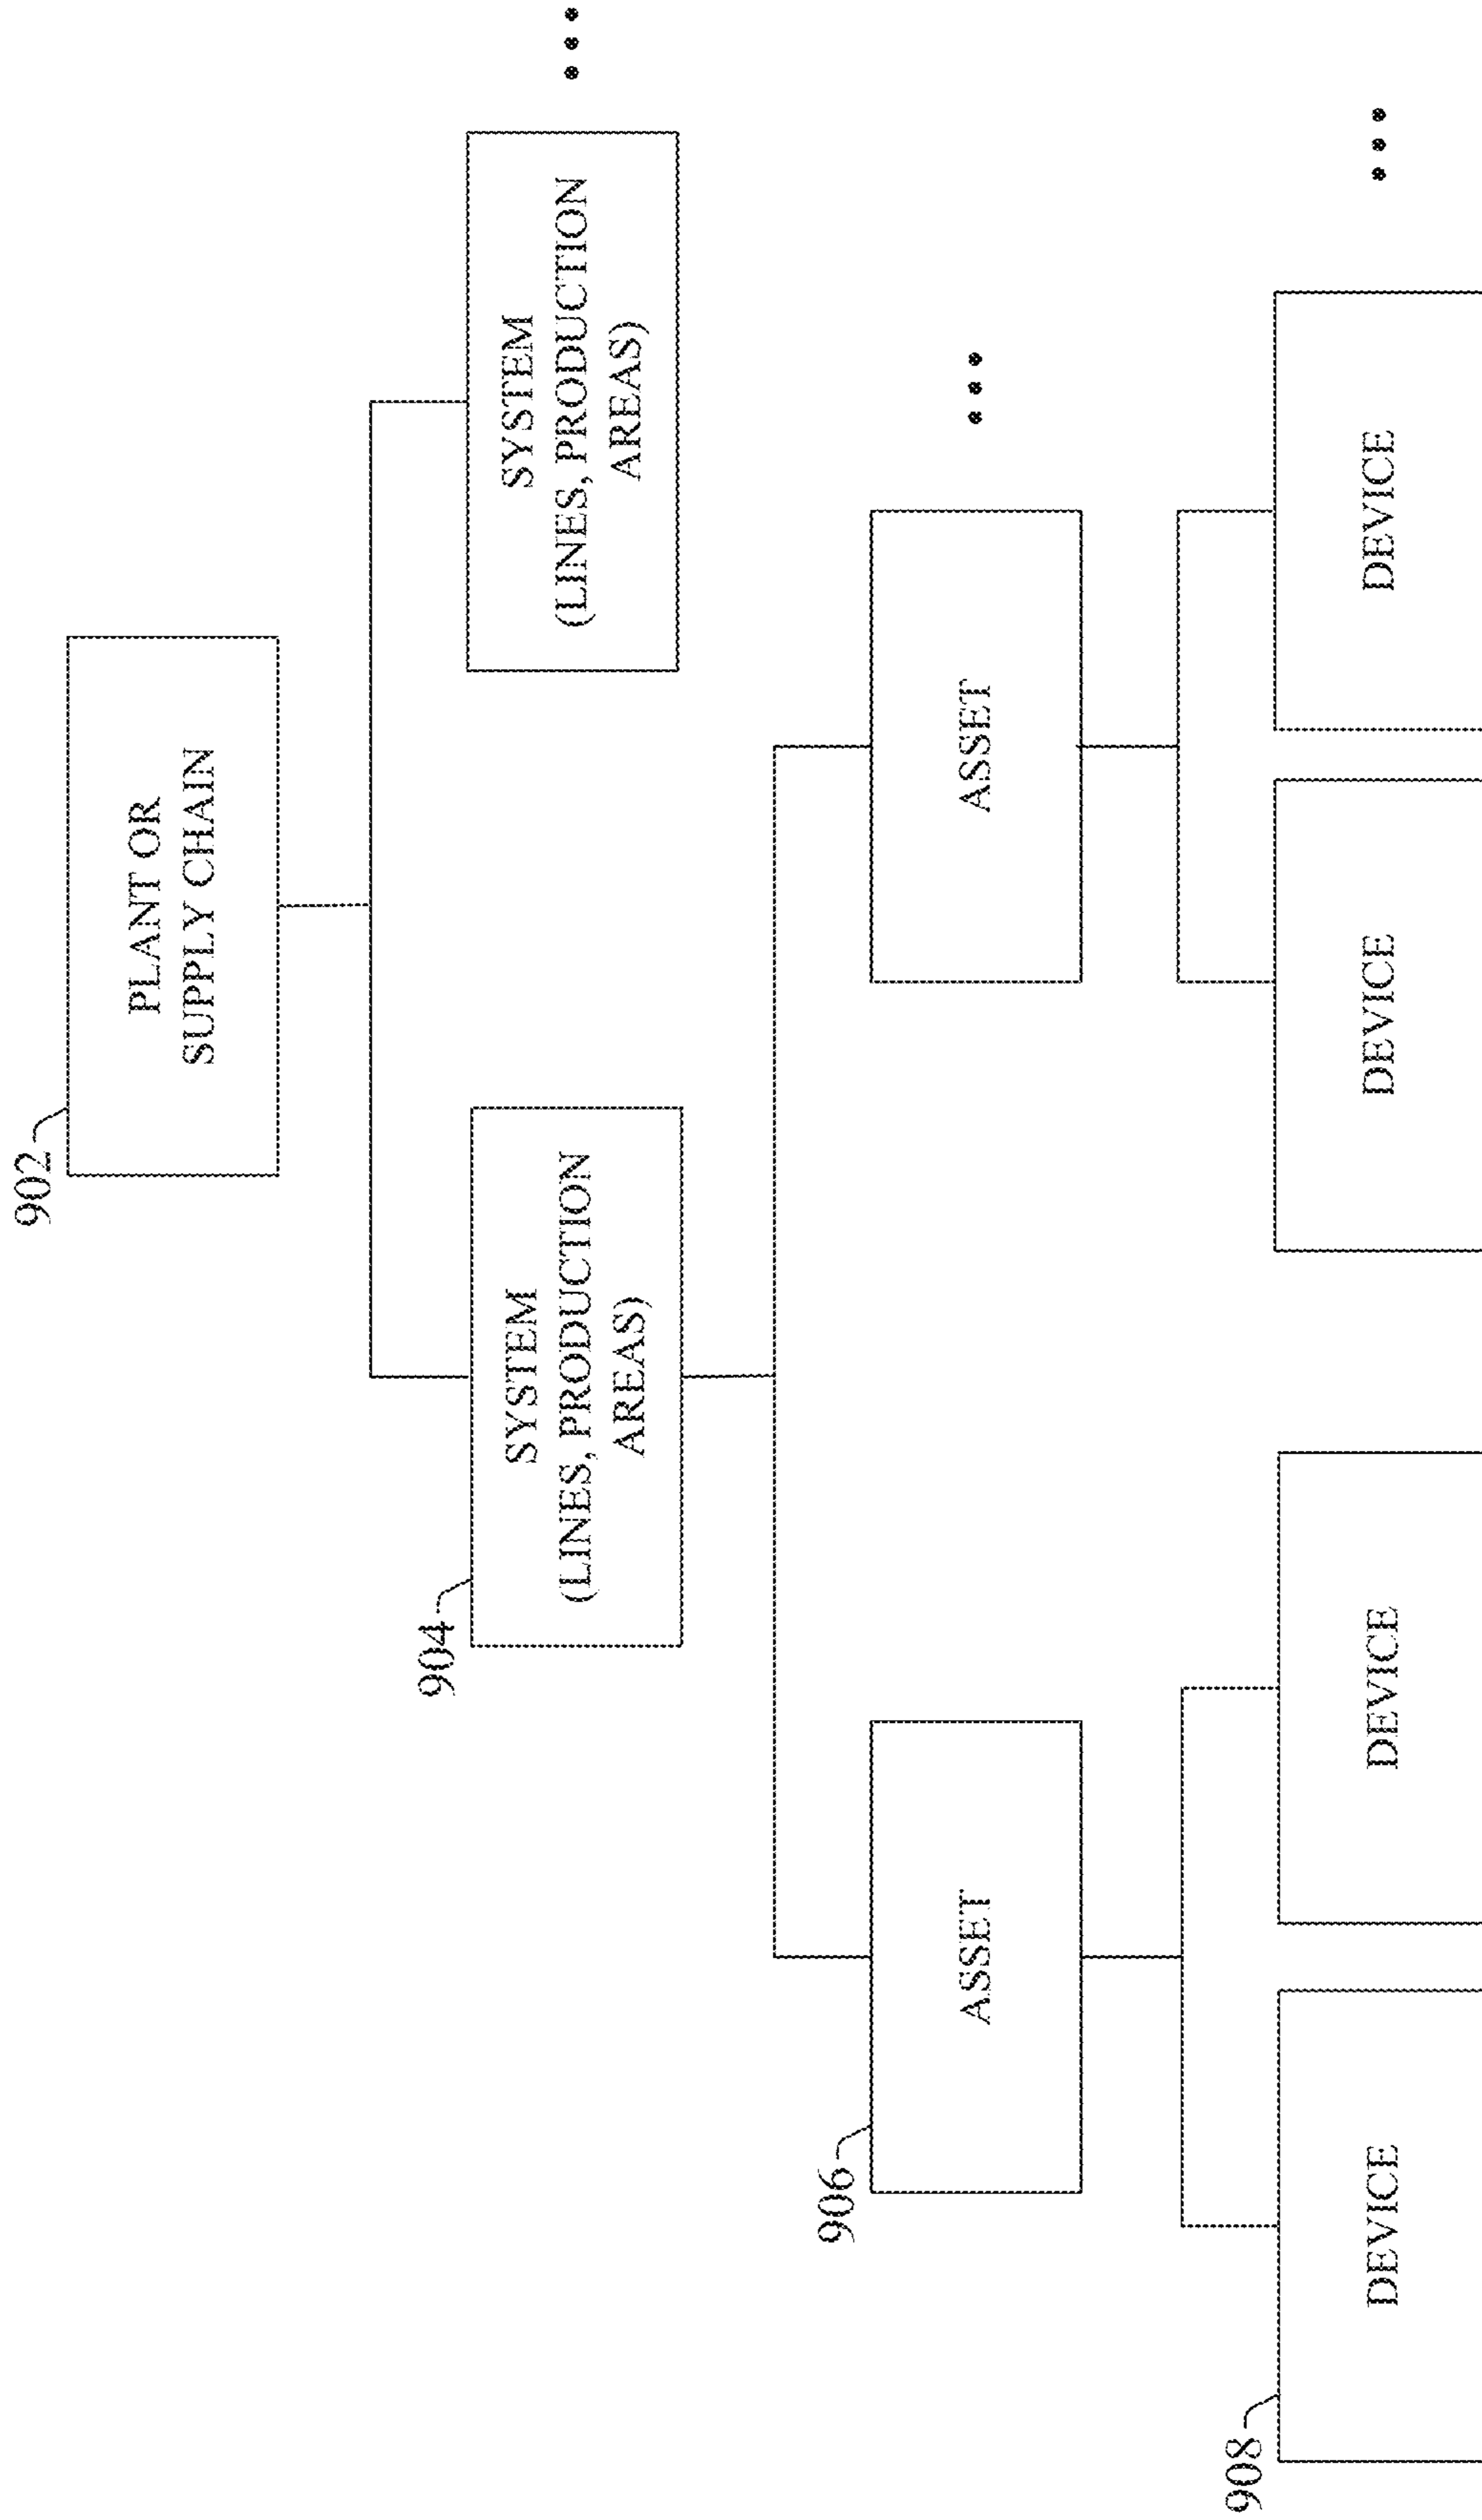 902
PLANT OR
SUPPLY CHAIN
904
SYSTEM
(LINES, PRODUCTION
AREAS)
SYSTEM
(LINES, PRODUCTION
AREAS)
906
ASSET
ASSET
908
DEVICE
DEVICE
DEVICE
DEVICE